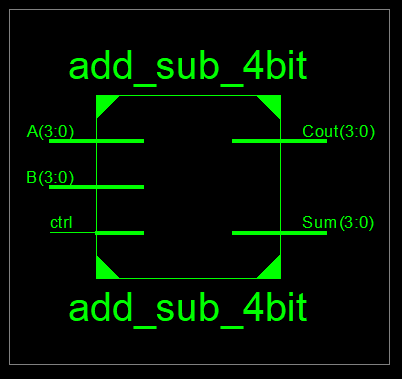 add_sub_4bit
A(3:0)
Cout(3:0)
B(3:0)
ctrl
Sum(3:0)
add_sub_4bit